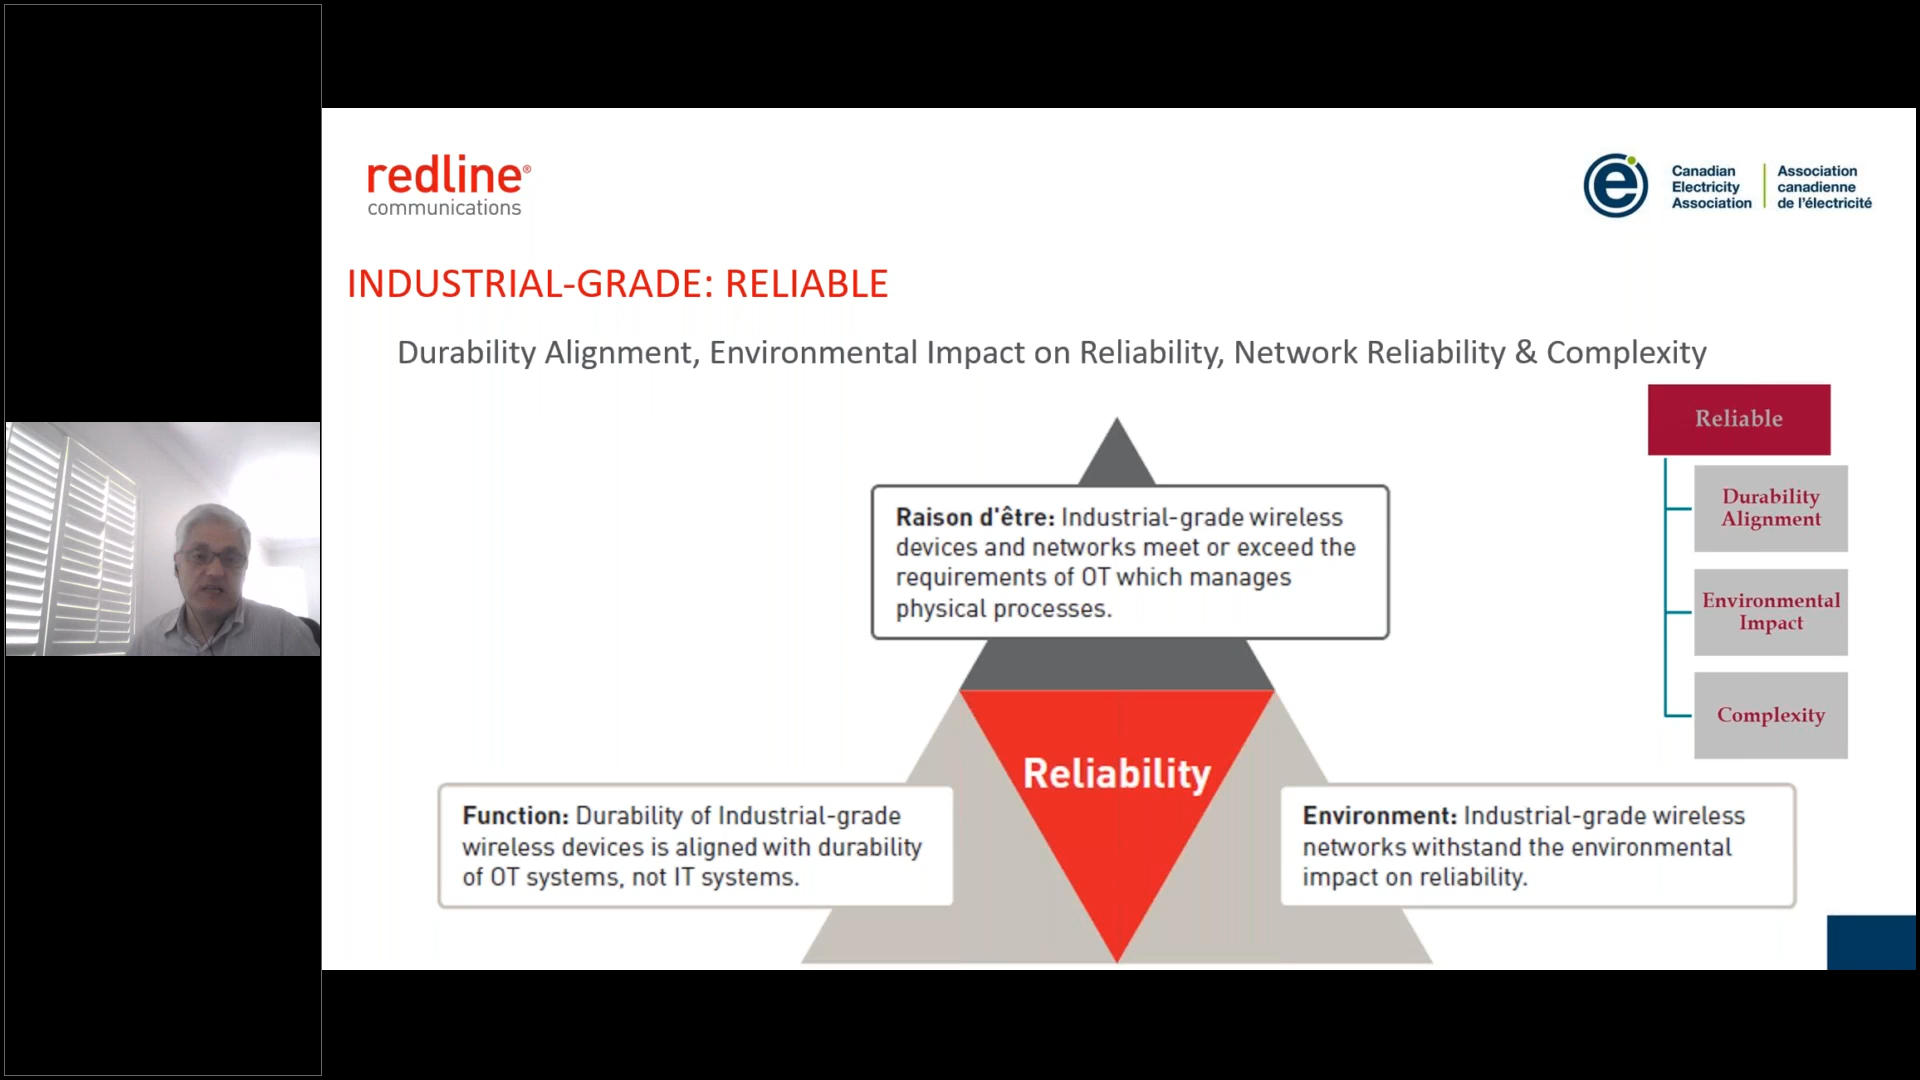 redline®
communications
Canadian
Electricity
Association
Association
canadienne
de l'électricité
INDUSTRIAL-GRADE: RELIABLE
Durability Alignment, Environmental Impact on Reliability, Network Reliability & Complexity
Reliable
Durability
Alignment
Environmental
Impact
Complexity
Raison d'être: Industrial-grade wireless
devices and networks meet or exceed the
requirements of OT which manages
physical processes.
Reliability
Function: Durability of Industrial-grade
wireless devices is aligned with durability
of OT systems, not IT systems.
Environment: Industrial-grade wireless
networks withstand the environmental
impact on reliability.